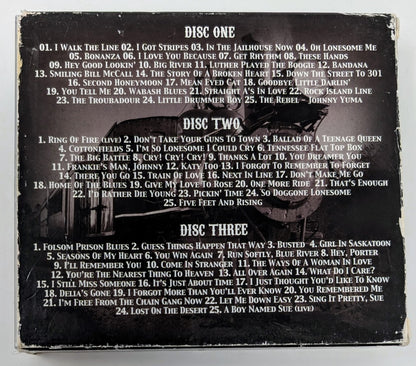 DISC ONE
01. I WALK THE LINE 02. I GOT STRIPES 03. IN THE JAILHOUSE NOW 04. OH LONESOME ME
05. BONANZA 06. I LOVE YOU BECAUSE 07. GET RHYTHM 08. THESE HANDS
09. HEY GOOD LOOKIN' 10. BIG RIVER 11. LUTHER PLAYED THE BOOGIE 12. BANDANA
13. SMILING BILL MCCALL 14. THE STORY OF A BROKEN HEART 15. DOWN THE STREET TO 301
16. SECOND HONEYMOON 17. MEAN EYED CAT 18. GOODBYE LITTLE DARLIN'
19. YOU TELL ME 20. WABASH BLUES 21. STRAIGHT A'S IN LOVE 22. ROCK ISLAND LINE
23. THE TROUBADOUR 24. LITTLE DRUMMER BOY 25. THE REBEL - JOHNNY YUMA
DISC TWO
1. RING OF FIRE (LIVE) 2. DON'T TAKE YOUR GUNS TO TOWN 3. BALLAD OF A TEENAGE QUEEN
4. COTTONFIELDS 5. I'M SO LONESOME I COULD CRY 6. TENNESSEE FLAT TOP BOX
7. THE BIG BATTLE 8. CRY! CRY! CRY! 9. THANKS A LOT 10. YOU DREAMER YOU
11. FRANKIE'S MAN, JOHNNY 12. KATY TOO 13. I FORGOT TO REMEMBER TO FORGET
14. THERE YOU GO 15. TRAIN OF LOVE 16. NEXT IN LINE 17. DON'T MAKE ME GO
18. HOME OF THE BLUES 19. GIVE MY LOVE TO ROSE 20. ONE MORE RIDE 21. THAT'S ENOUGH
22. I'D RATHER DIE YOUNG 23. PICKIN' TIME 24. SO DOGGONE LONESOME
25. FIVE FEET AND RISING
DISC THREE
1. FOLSOM PRISON BLUES 2. GUESS THINGS HAPPEN THAT WAY 3. BUSTED 4. GIRL IN SASKATOON
5. SEASONS OF MY HEART 6. YOU WIN AGAIN 7. RUN SOFTLY, BLUE RIVER 8. HEY, PORTER
9. I'LL REMEMBER YOU 10. COME IN STRANGER 11. THE WAYS OF A WOMAN IN LOVE
12. YOU'RE THE NEAREST THING TO HEAVEN 13. ALL OVER AGAIN 14. WHAT DO I CARE?
15. I STILL MISS SOMEONE 16. IT'S JUST ABOUT TIME 17. I JUST THOUGHT YOU'D LIKE TO KNOW
18. DELIA'S GONE 19. I FORGOT MORE THAN YOU'LL EVER KNOW 20. YOU REMEMBERED ME
21. I'M FREE FROM THE CHAIN GANG NOW 22. LET ME DOWN EASY 23. SING IT PRETTY, SUE
24. LOST ON THE DESERT 25. A BOY NAMED SUE (LIVE)